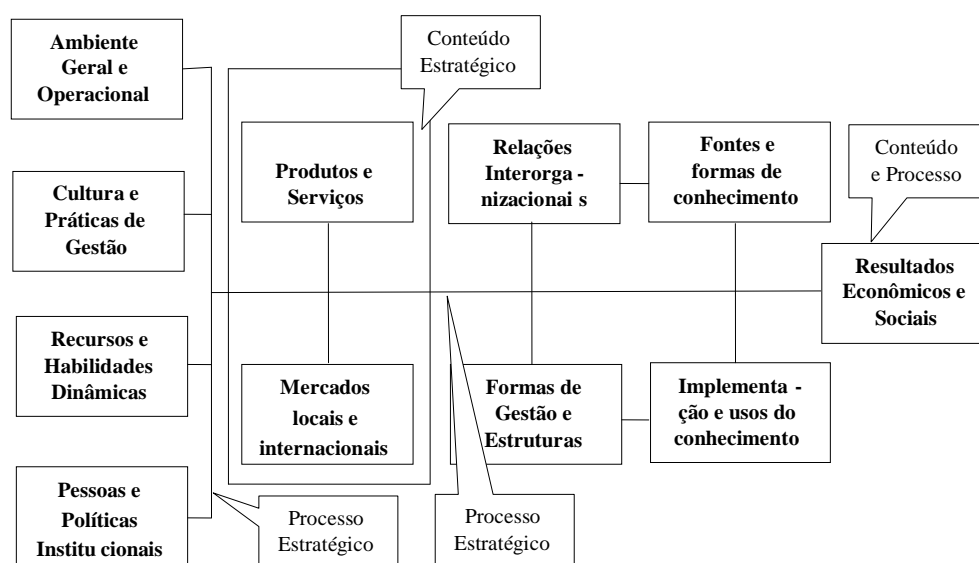 Ambiente
Geral e
Operacional
Conteúdo
Estratégico
Produtos e
Serviços
Relações
Interorga -
nizacionai s
Fontes e
formas de
conhecimento
Conteúdo
e Processo
Cultura e
Práticas de
Gestão
Resultados
Econômicos e
Sociais
Recursos e
Habilidades
Dinâmicas
Mercados
locais e
internacionais
Formas de
Gestão e
Estruturas
Implementa -
ção e usos do
conhecimento
Pessoas e
Políticas
Institu cionais
Processo
Estratégico
Processo
Estratégico